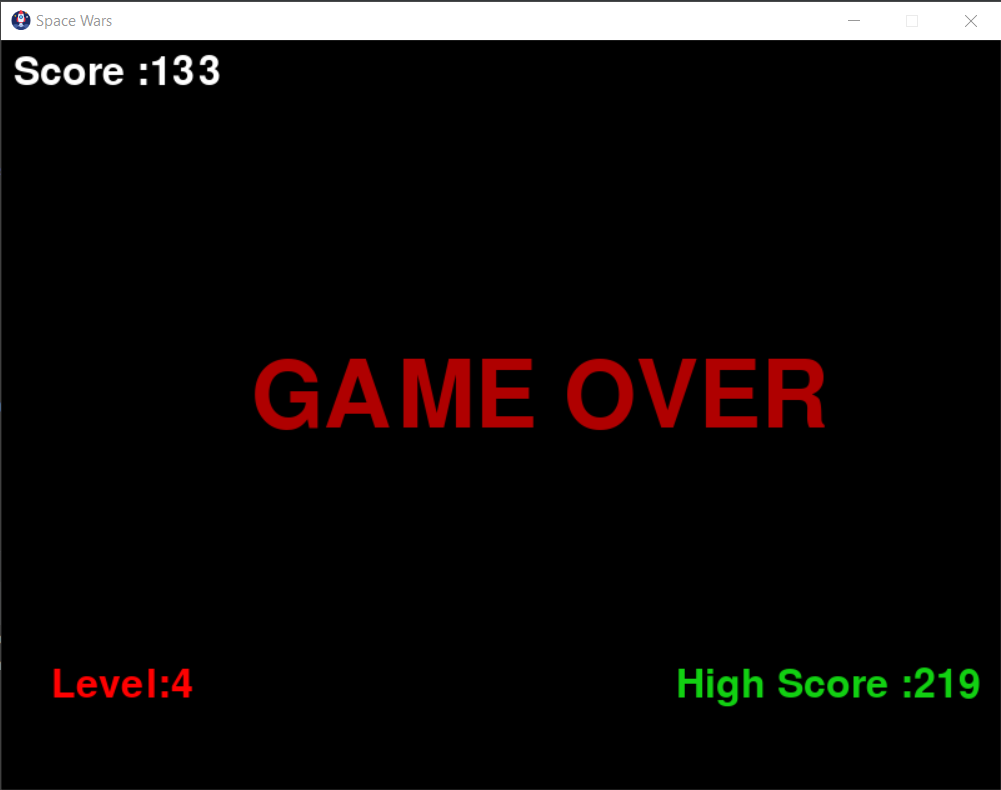 Space Wars
Score :133
GAME OVER
Level:4
High Score :219